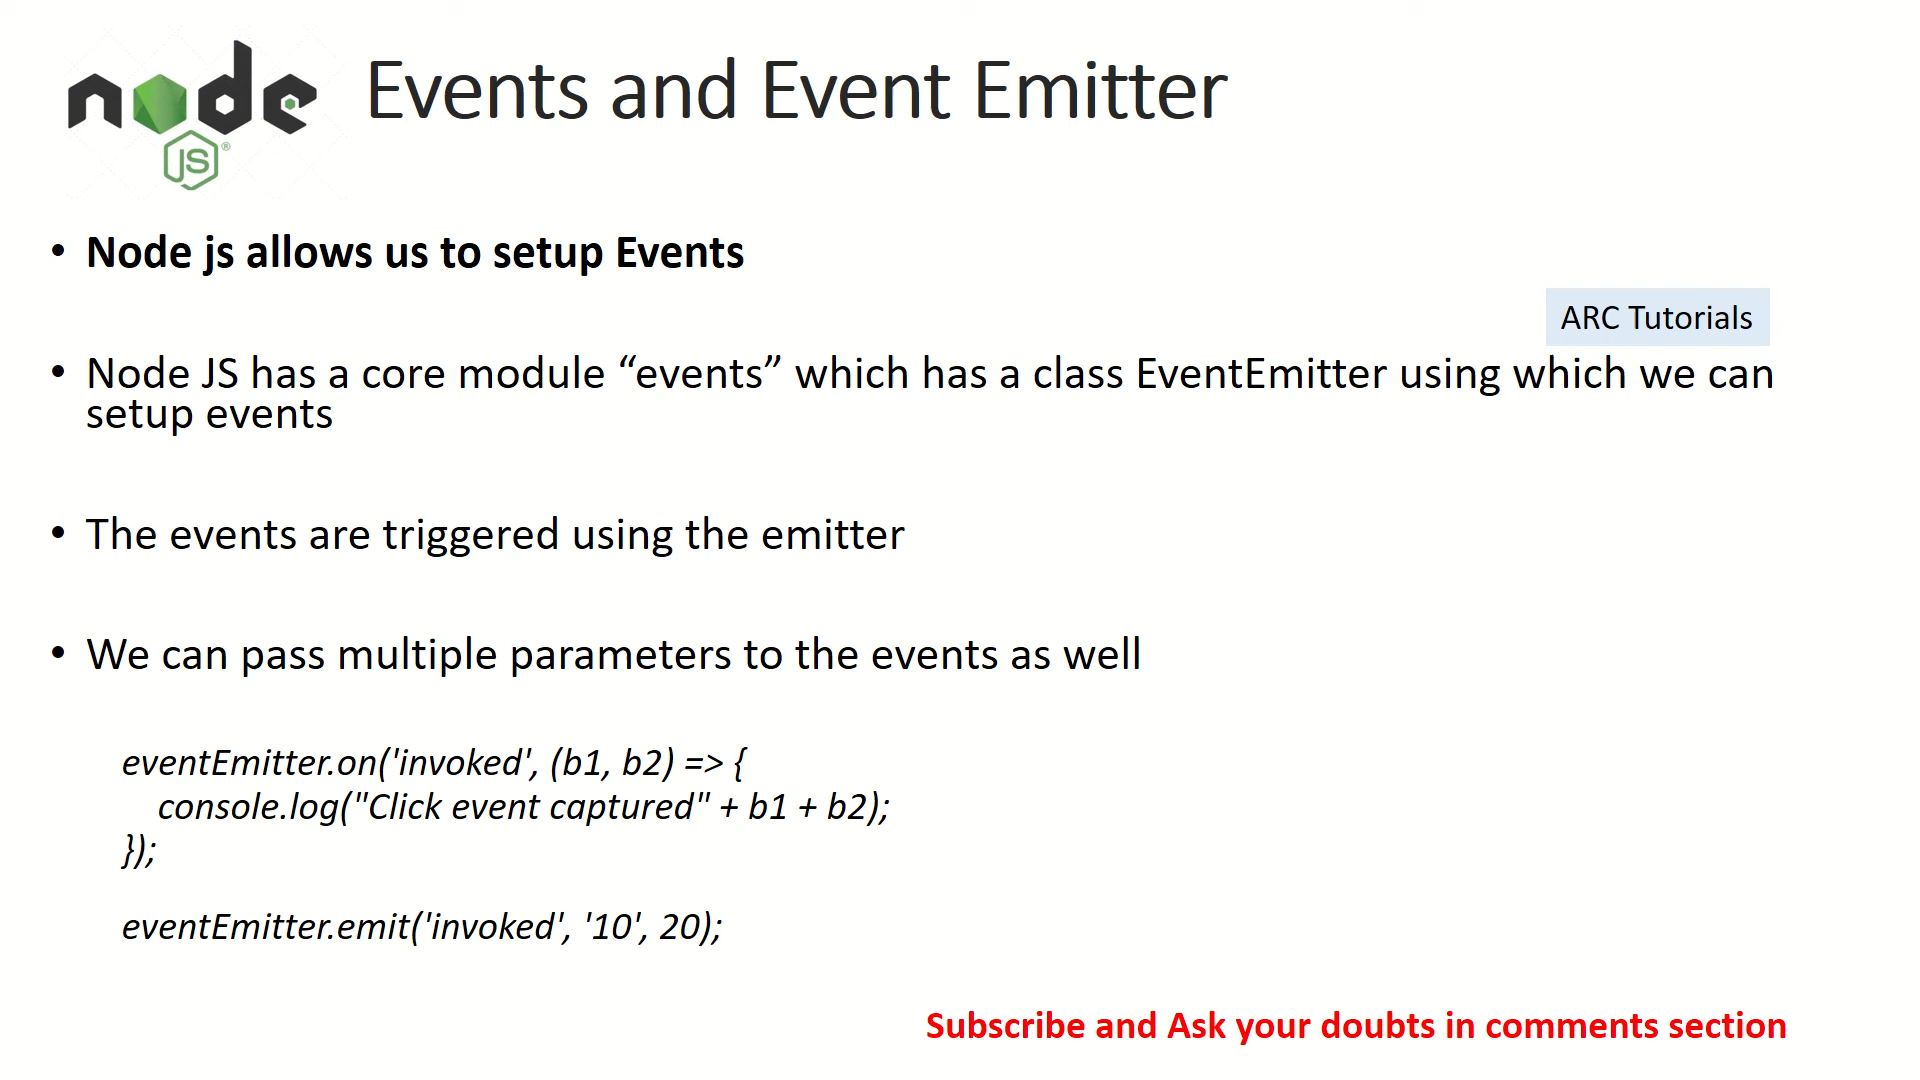 node
JS®
Events and Event Emitter
• Node js allows us to setup Events
ARC Tutorials
• Node JS has a core module “events” which has a class EventEmitter using which we can
setup events
• The events are triggered using the emitter
• We can pass multiple parameters to the events as well
eventEmitter.on('invoked', (b1, b2) => {
console.log("Click event captured" + b1 + b2);
});
eventEmitter.emit('invoked', '10', 20);
Subscribe and Ask your doubts in comments section